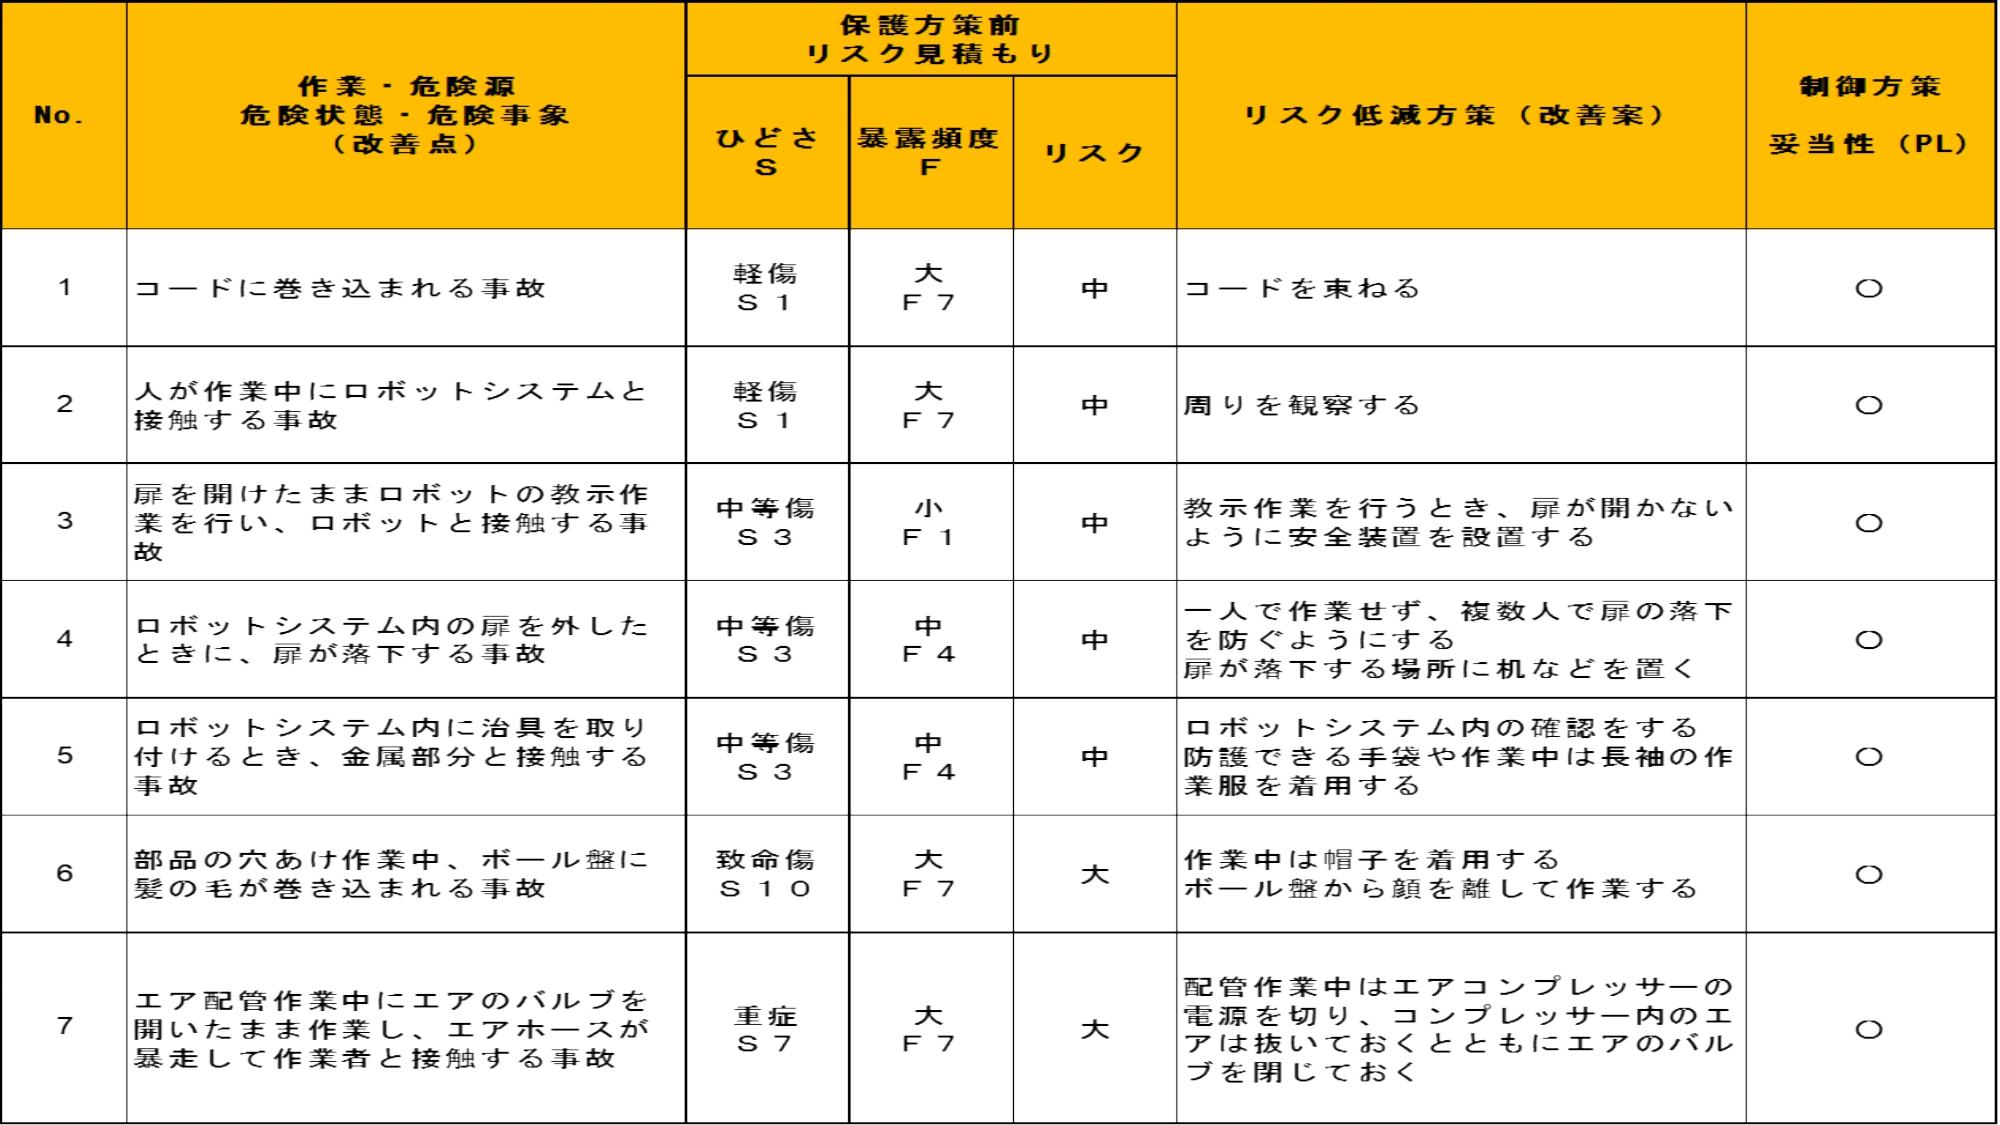 No.
作業・危険源
危険状態・危険事象
（改善点）
保護方策前
リスク見積もり
ひどさ
S
暴露頻度
F
リスク
リスク低減方策（改善案）
制御方策
妥当性（PL）
1
コードに巻き込まれる事故
軽傷
S1
大
F7
中
コードを束ねる
〇
2
人が作業中にロボットシステムと
接触する事故
軽傷
S1
大
F7
中
周りを観察する
〇
3
扉を開けたままロボットの教示作
業を行い、ロボットと接触する事
故
中等傷
S3
小
F1
中
教示作業を行うとき、扉が開かない
ように安全装置を設置する
〇
4
ロボットシステム内の扉を外した
ときに、扉が落下する事故
中等傷
S3
中
F4
中
一人で作業せず、複数人で扉の落下
を防ぐようにする
扉が落下する場所に机などを置く
〇
5
ロボットシステム内に治具を取り
付けるとき、金属部分と接触する
事故
中等傷
S3
中
F4
中
ロボットシステム内の確認をする
防護できる手袋や作業中は長袖の作
業服を着用する
〇
6
部品の穴あけ作業中、ボール盤に
髪の毛が巻き込まれる事故
致命傷
S10
大
F7
大
作業中は帽子を着用する
ボール盤から顔を離して作業する
〇
7
エア配管作業中にエアのバルブを
開いたまま作業し、エアホースが
暴走して作業者と接触する事故
重症
S7
大
F7
大
配管作業中はエアコンプレッサーの
電源を切り、コンプレッサー内のエ
アは抜いておくとともにエアのバル
ブを閉じておく
〇